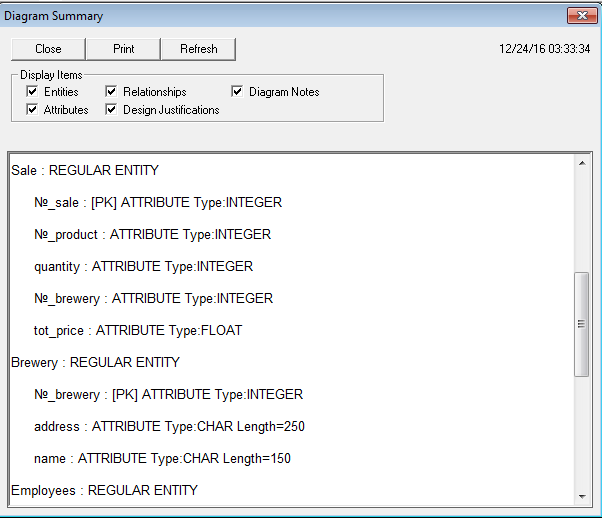 Diagram Summary
Close Print Refresh 12/24/16 03:33:34
Display Items
Entities Relationships Diagram Notes
Attributes Design Justifications
Sale : REGULAR ENTITY
№_sale : [PK] ATTRIBUTE Type:INTEGER
№_product : ATTRIBUTE Type:INTEGER
quantity : ATTRIBUTE Type:INTEGER
№_brewery : ATTRIBUTE Type:INTEGER
tot_price : ATTRIBUTE Type:FLOAT
Brewery : REGULAR ENTITY
№_brewery : [PK] ATTRIBUTE Type:INTEGER
address : ATTRIBUTE Type:CHAR Length=250
name : ATTRIBUTE Type:CHAR Length=150
Employees : REGULAR ENTITY